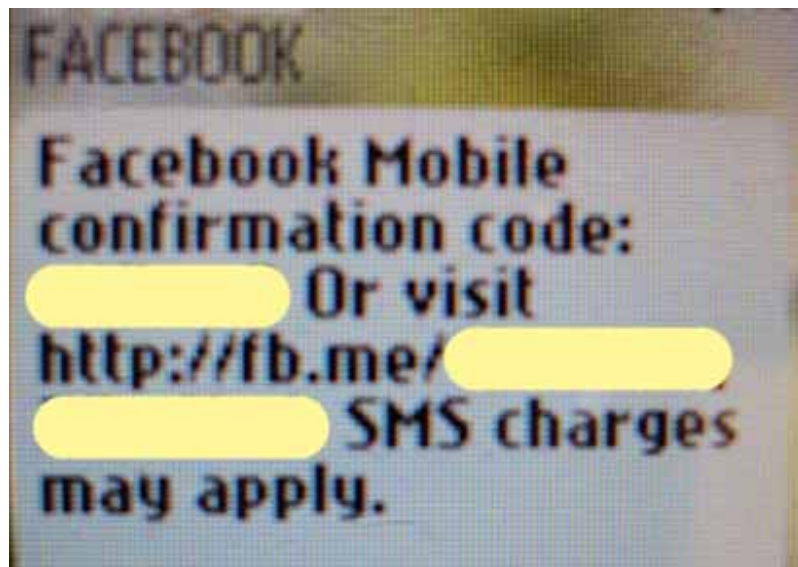 FACEBOOK
Facebook Mobile
confirmation code:
Or visit
http://fb.me/
SMS charges
may apply.